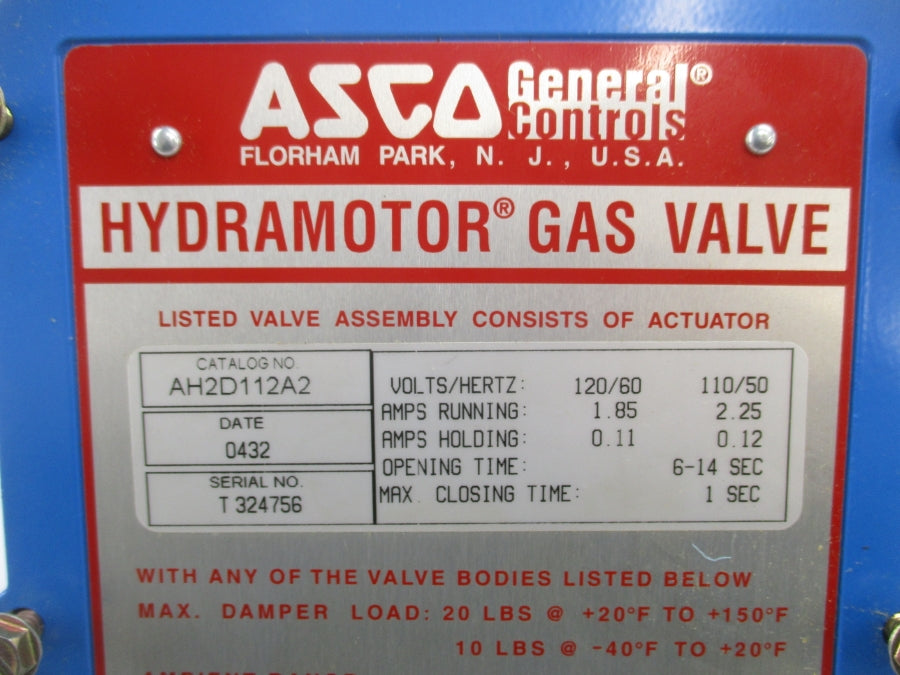 ASCO General Controls®
FLORHAM PARK, N. J., U.S.A.
HYDRAMOTOR® GAS VALVE
LISTED VALVE ASSEMBLY CONSISTS OF ACTUATOR
CATALOG NO.
AH2D112A2
DATE
0432
SERIAL NO.
T 324756
VOLTS/HERTZ: 120/60 110/50
AMPS RUNNING: 1.85 2.25
AMPS HOLDING: 0.11 0.12
OPENING TIME: 6-14 SEC
MAX. CLOSING TIME: 1 SEC
WITH ANY OF THE VALVE BODIES LISTED BELOW
MAX. DAMPER LOAD: 20 LBS @ +20°F TO +150°F
10 LBS @ -40°F TO +20°F